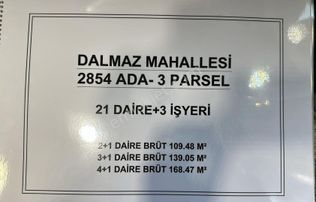 DALMAZ MAHALLESİ
2854 ADA- 3 PARSEL
21 DAİRE+3 İŞYERİ
2+1 DAİRE BRÜT 109.48 M²
3+1 DAİRE BRÜT 139.05 M²
4+1 DAİRE BRÜT 168.47 M²